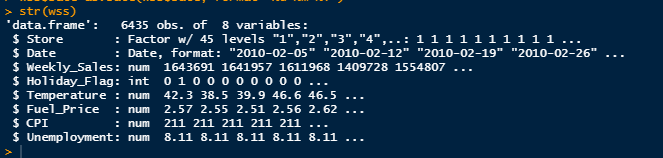 > str(wss)
'data.frame':   6435 obs. of  8 variables:
 $ Store       : Factor w/ 45 levels "1","2","3","4",..: 1 1 1 1 1 1 1 1 1 1 ...
 $ Date        : Date, format: "2010-02-05" "2010-02-12" "2010-02-19" "2010-02-26" ...
 $ Weekly_Sales: num  1643691 1641957 1611968 1409728 1554807 ...
 $ Holiday_Flag: int  0 1 0 0 0 0 0 0 0 0 ...
 $ Temperature : num  42.3 38.5 39.9 46.6 46.5 ...
 $ Fuel_Price  : num  2.57 2.55 2.51 2.56 2.62 ...
 $ CPI         : num  211 211 211 211 211 ...
 $ Unemployment: num  8.11 8.11 8.11 8.11 8.11 ...
>